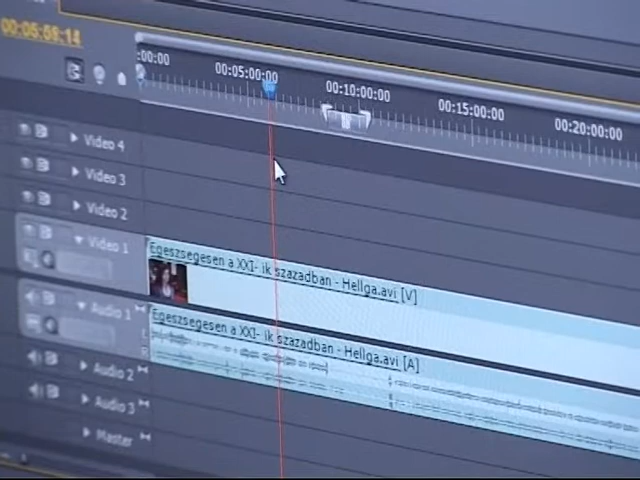 00:05:58:14
:00:00 00:05:00:00 00:10:00:00 00:15:00:00 00:20:00:00
Video 4
Video 3
Video 2
Video 1
Egeszsegesen a XXI- ik szazadban - Hellga.avi [V]
Audio 1
Egeszsegesen a XXI- ik szazadban - Hellga.avi [A]
L
R
Audio 2
Audio 3
Master